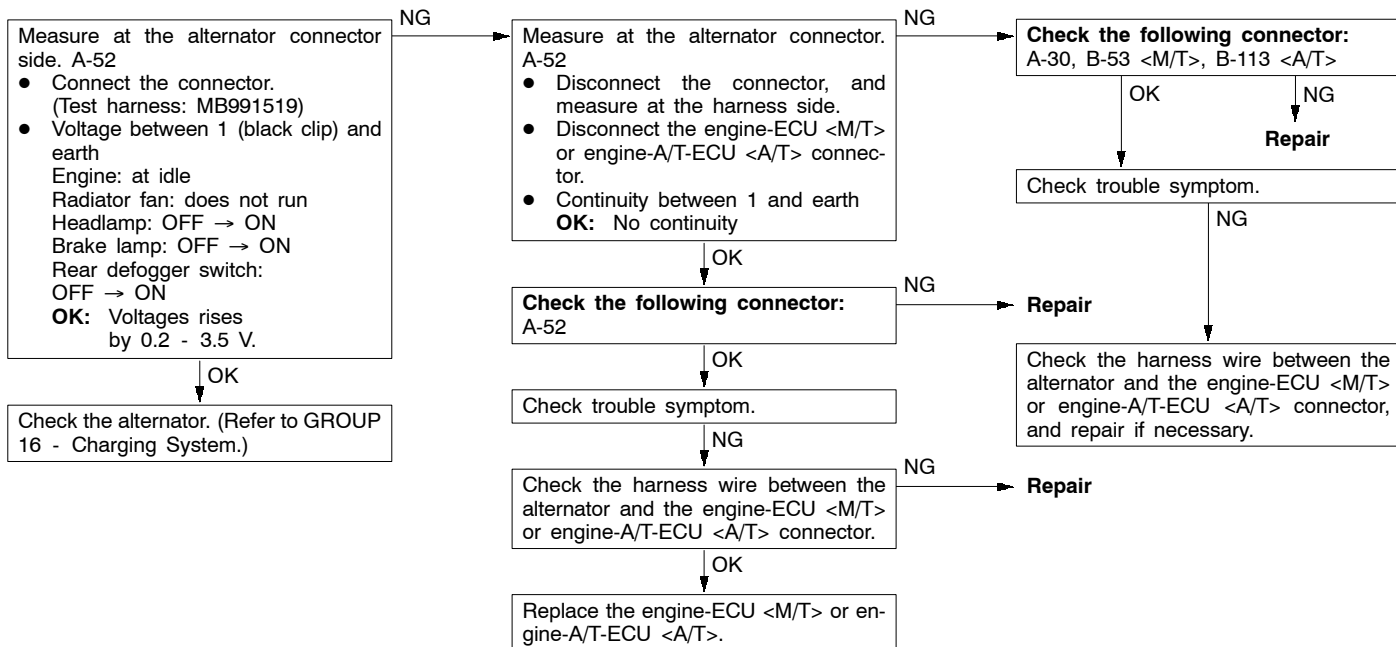 Measure at the alternator connector
side. A-52
● Connect the connector.
(Test harness: MB991519)
● Voltage between 1 (black clip) and
earth
Engine: at idle
Radiator fan: does not run
Headlamp: OFF → ON
Brake lamp: OFF → ON
Rear defogger switch:
OFF → ON
OK: Voltages rises
by 0.2 - 3.5 V.
NG
OK
Check the alternator. (Refer to GROUP
16 - Charging System.)
Measure at the alternator connector.
A-52
● Disconnect the connector, and
measure at the harness side.
● Disconnect the engine-ECU <M/T>
or engine-A/T-ECU <A/T> connec-
tor.
● Continuity between 1 and earth
OK: No continuity
NG
OK
Check the following connector:
A-52
NG
Repair
OK
Check trouble symptom.
NG
Check the harness wire between the
alternator and the engine-ECU <M/T>
or engine-A/T-ECU <A/T> connector.
NG
Repair
OK
Replace the engine-ECU <M/T> or en-
gine-A/T-ECU <A/T>.
Check the following connector:
A-30, B-53 <M/T>, B-113 <A/T>
OK
NG
Repair
Check trouble symptom.
NG
Check the harness wire between the
alternator and the engine-ECU <M/T>
or engine-A/T-ECU <A/T> connector,
and repair if necessary.